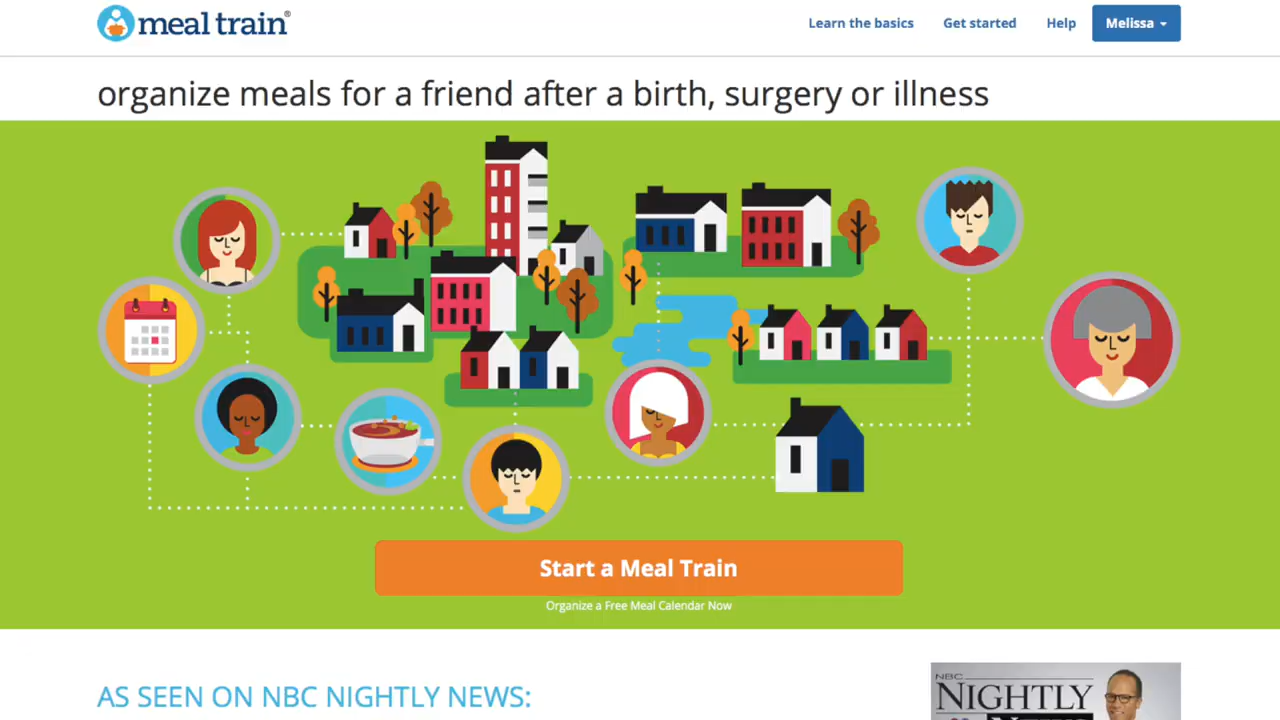 meal train®
Learn the basics
Get started
Help
Melissa
organize meals for a friend after a birth, surgery or illness
Start a Meal Train
Organize a Free Meal Calendar Now
AS SEEN ON NBC NIGHTLY NEWS:
NBC
NIGHTLY